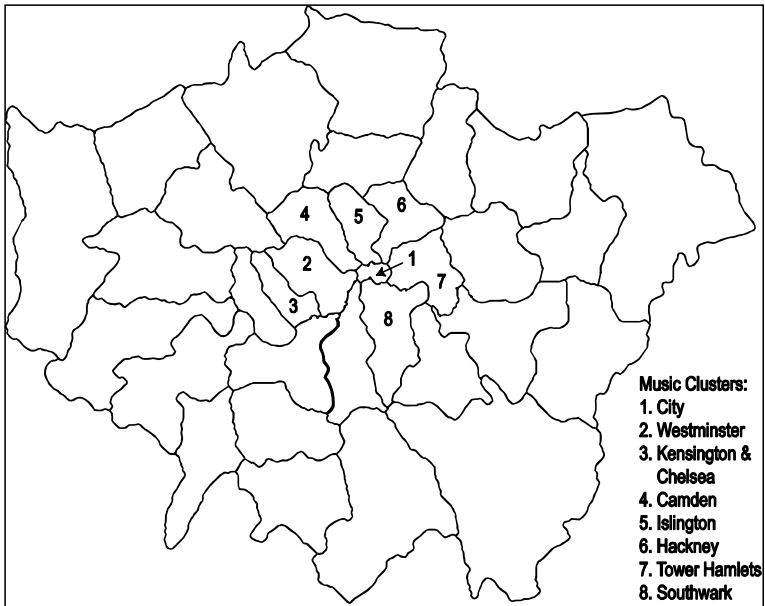 4
5
6
2
1
7
3
8
Music Clusters:
1. City
2. Westminster
3. Kensington &
Chelsea
4. Camden
5. Islington
6. Hackney
7. Tower Hamlets
8. Southwark